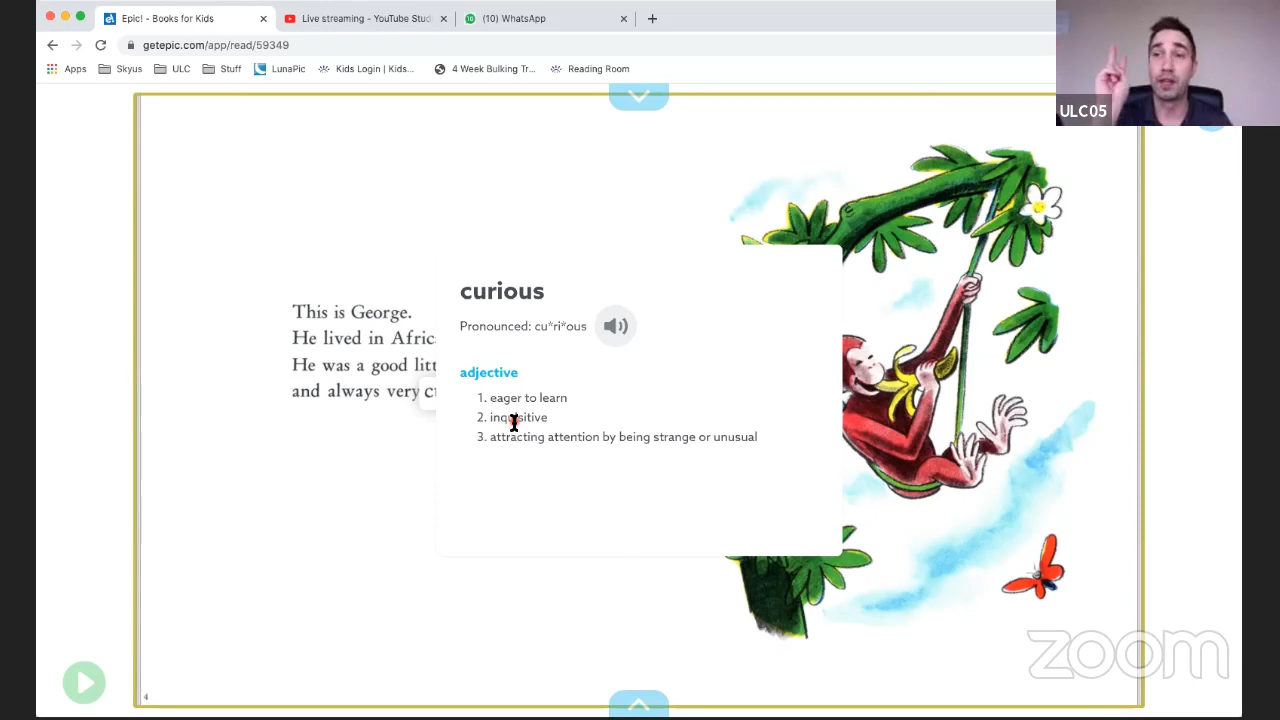 Epic! - Books for Kids
Live streaming - YouTube Stud
(10) WhatsApp
getepic.com/app/read/59349
Apps
Skyus
ULC
Stuff
LunaPic
Kids Login | Kids...
4 Week Bulking Tr...
Reading Room
ULC05
This is George.
He lived in Afric
He was a good litt
and always very c
curious
Pronounced: cu*ri*ous
adjective
1. eager to learn
2. inquisitive
3. attracting attention by being strange or unusual
zoom
4